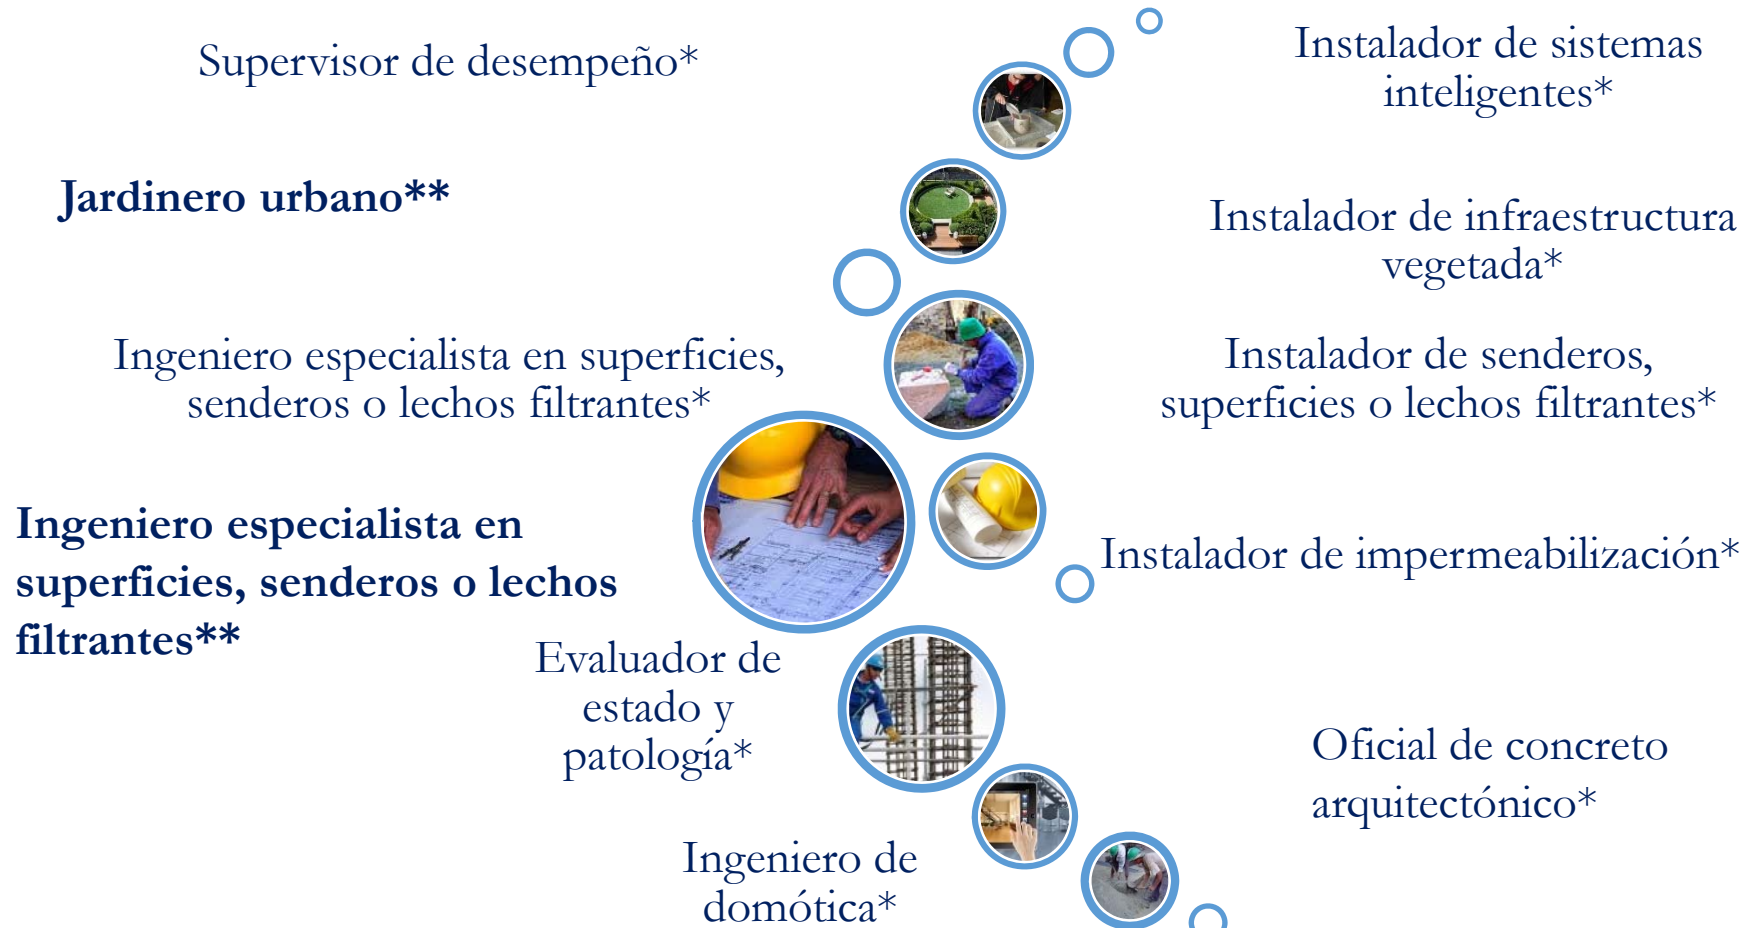 Supervisor de desempeño*
Jardinero urbano**
Ingeniero especialista en superficies,
senderos o lechos filtrantes*
Ingeniero especialista en
superficies, senderos o lechos
filtrantes**
Evaluador de
estado y
patología*
Ingeniero de
domótica*
Instalador de sistemas
inteligentes*
Instalador de infraestructura
vegetada*
Instalador de senderos,
superficies o lechos filtrantes*
Instalador de impermeabilización*
Oficial de concreto
arquitectónico*